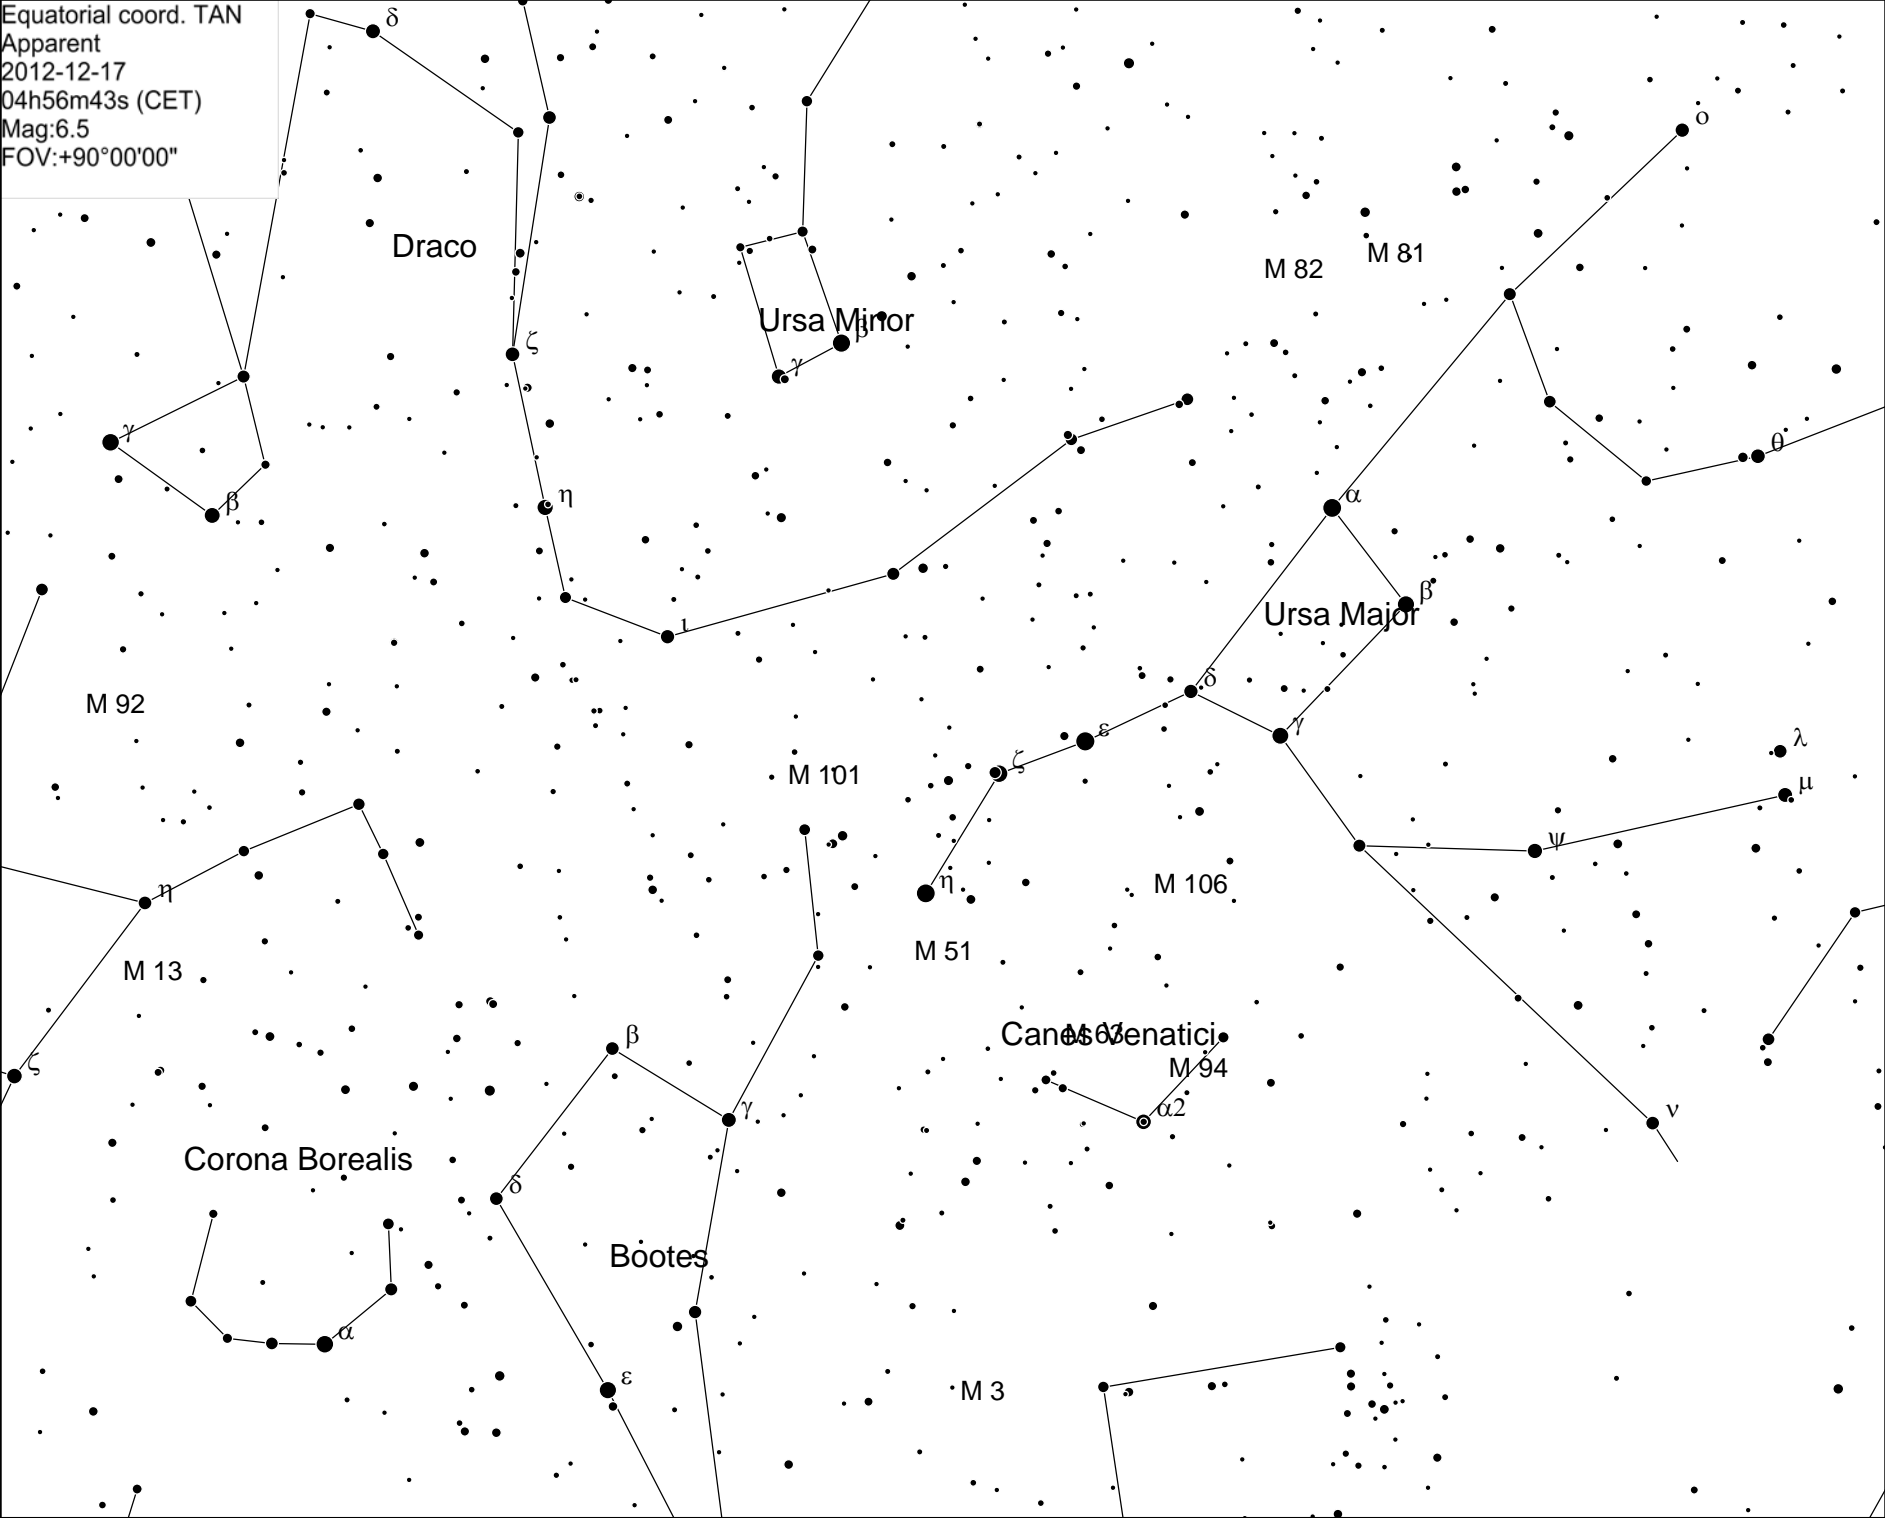 Equatorial coord. TAN
Apparent
2012-12-17
04h56m43s (CET)
Mag:6.5
FOV:+90°00'00"
δ
ο
Draco
M 81
M 82
Ursa Minor
β
ζ
γ
γ
θ
β
η
α
β
Ursa Major
ι
δ
M 92
γ
ε
λ
ζ
M 101
μ
ψ
η
η
M 106
M 51
M 13
β
Canes Venatici
M 63
ζ
M 94
γ
α2
ν
Corona Borealis
δ
Bootes
α
ε
M 3